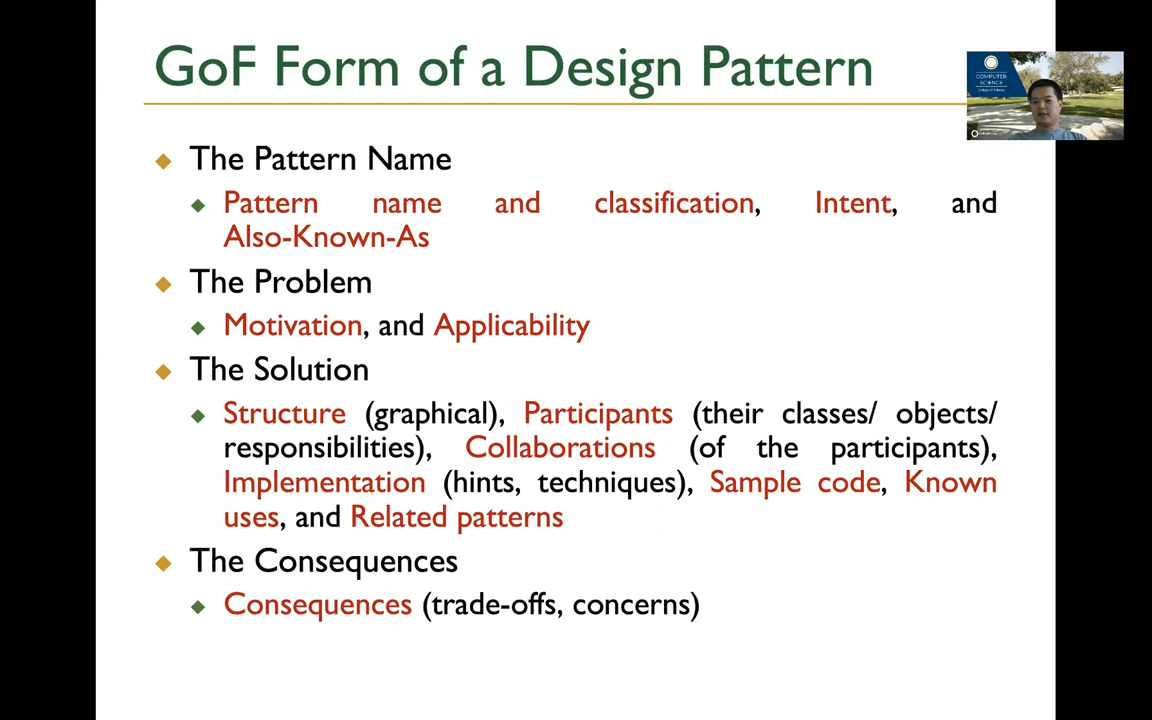 GoF Form of a Design Pattern
COMPUTER
SCIENCE
The Pattern Name
Pattern name and classification, Intent, and
Also-Known-As
The Problem
Motivation, and Applicability
The Solution
Structure (graphical), Participants (their classes/ objects/
responsibilities), Collaborations (of the participants),
Implementation (hints, techniques), Sample code, Known
uses, and Related patterns
The Consequences
Consequences (trade-offs, concerns)